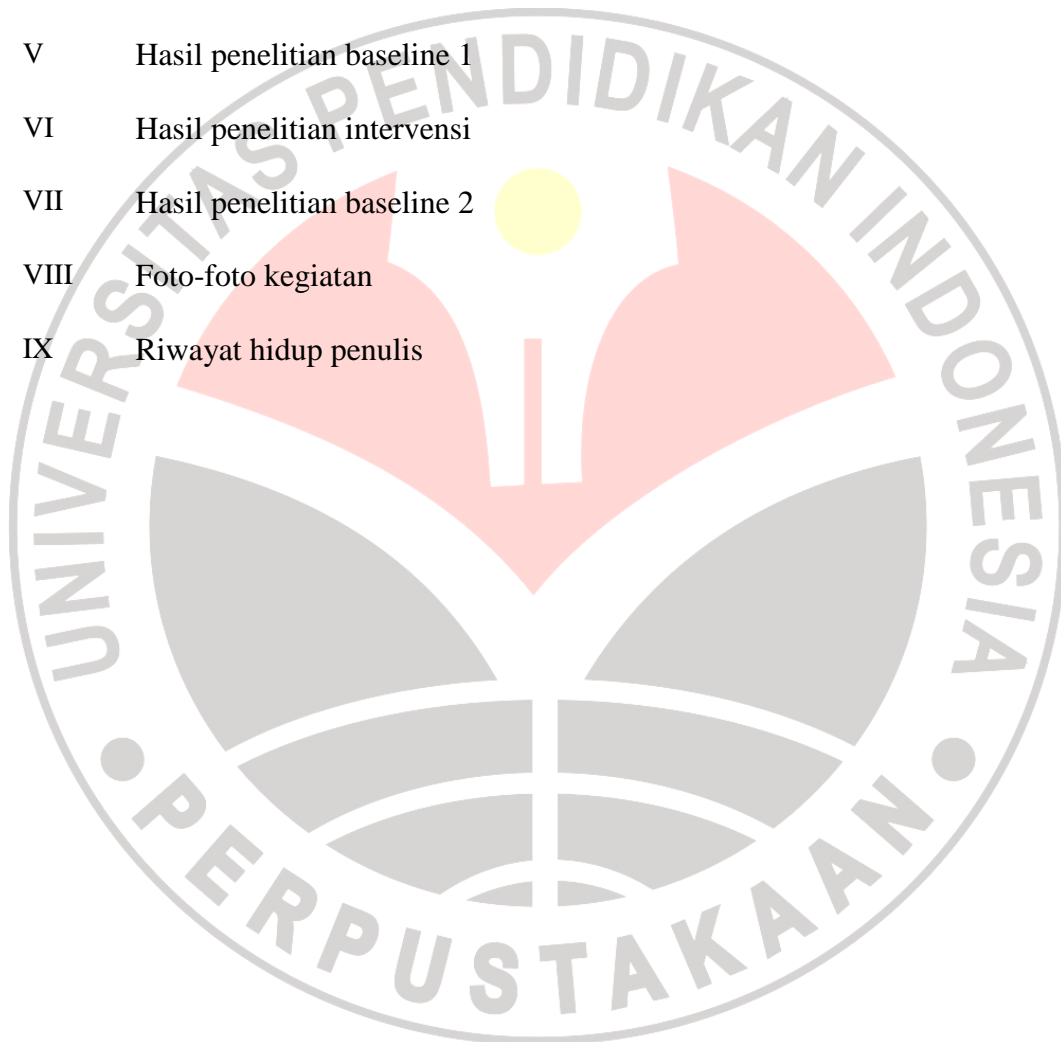 V Hasil penelitian baseline 1
VI Hasil penelitian intervensi
VII Hasil penelitian baseline 2
VIII Foto-foto kegiatan
IX Riwayat hidup penulis
UNIVERSITAS PENDIDIKAN INDONESIA
PERPUSTAKAAN